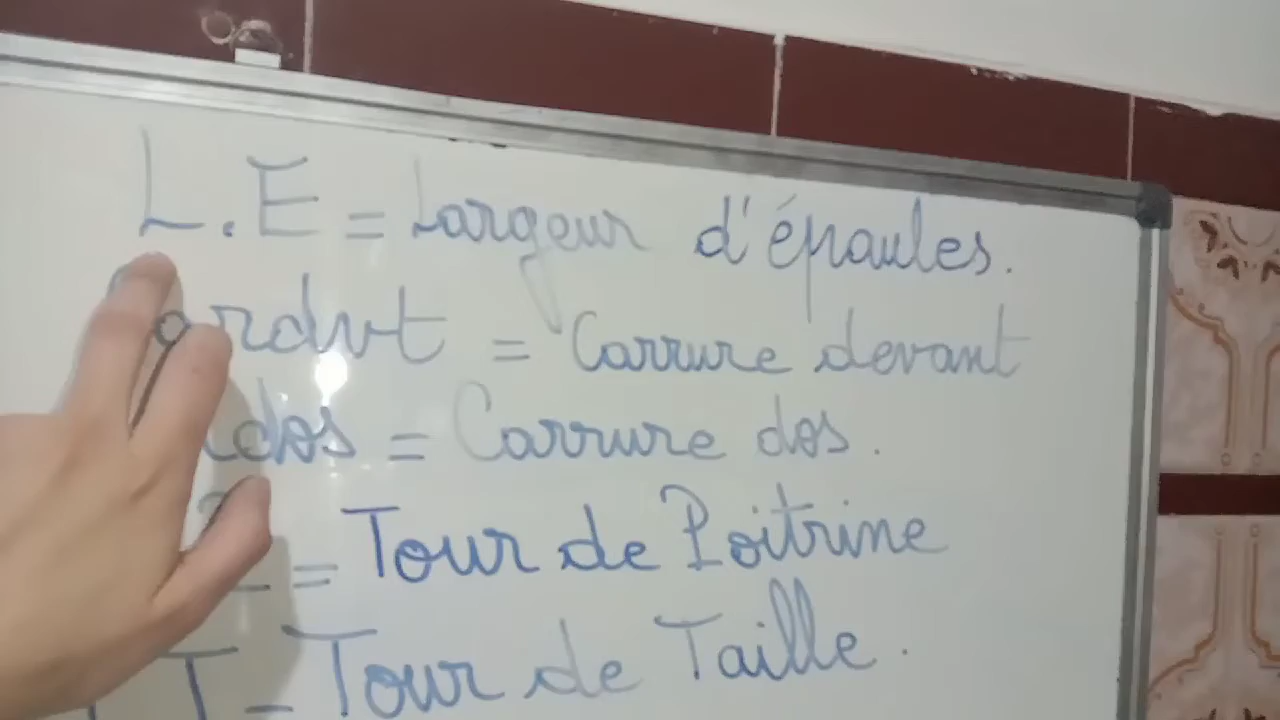 L.E = Largeur d'épaules.
ardvt = Carrure devant
dos = Carrure dos.
= Tour de Poitrine
T = Tour de Taille.